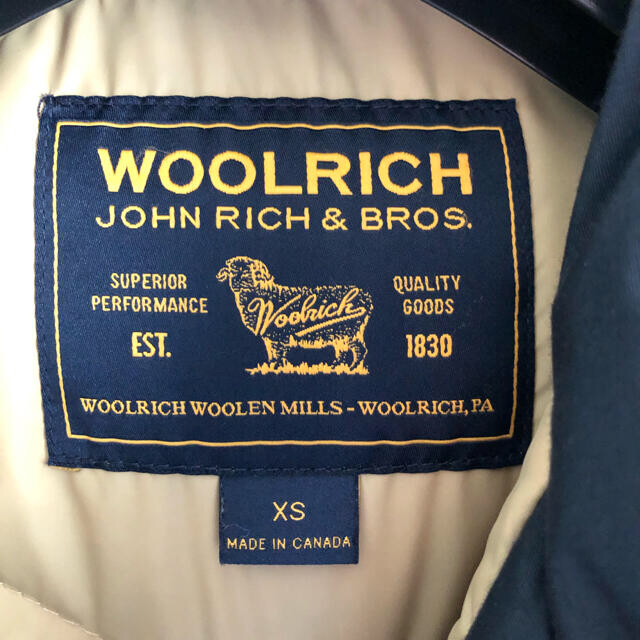 WOOLRICH
JOHN RICH & BROS.
SUPERIOR
PERFORMANCE
EST.
Woolrich
QUALITY
GOODS
1830
WOOLRICH WOOLEN MILLS - WOOLRICH, PA
XS
MADE IN CANADA